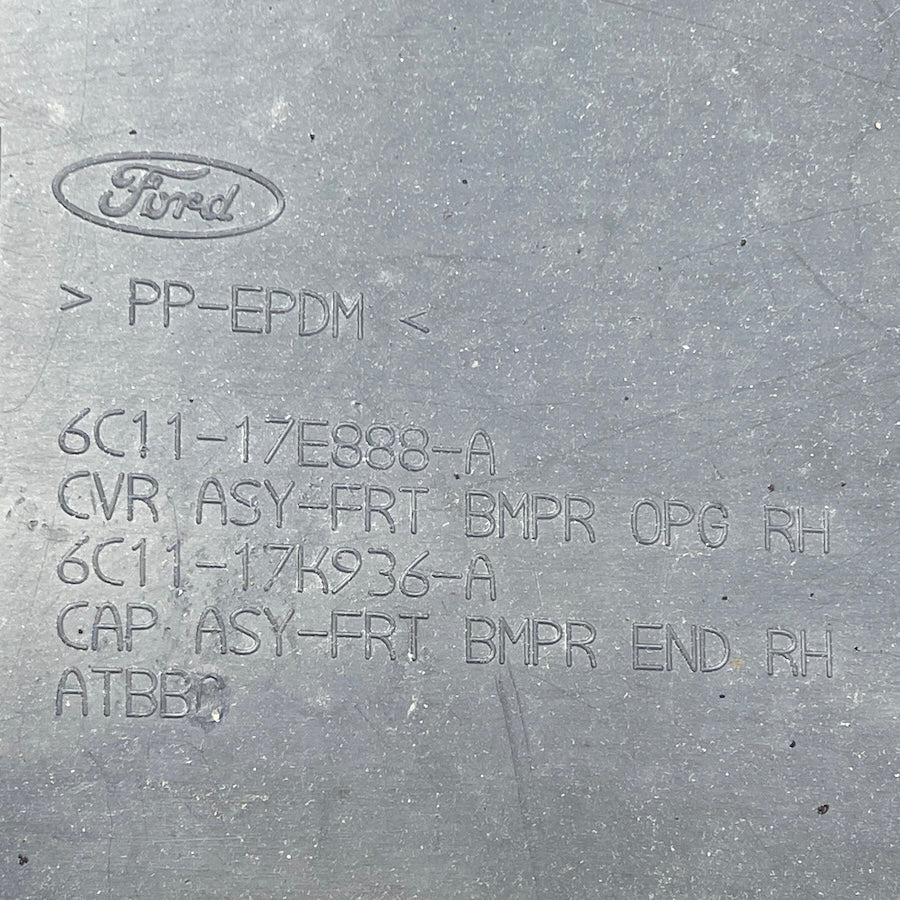 Ford
> PP-EPDM <
6C11-17E888-A
CVR ASY-FRT BMPR OPG RH
6C11-17K936-A
CAP ASY-FRT BMPR END RH